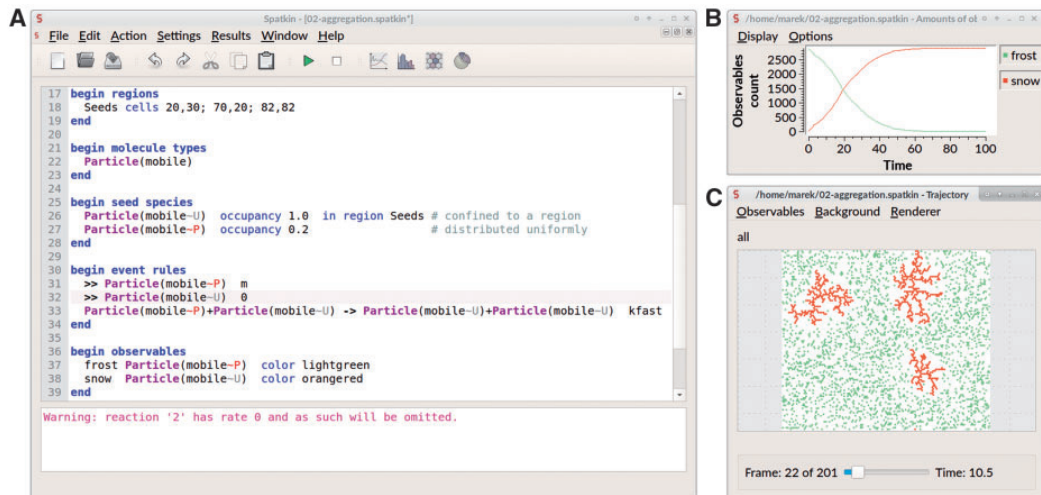 A
Spatkin - [02-aggregation.spatkin*]
File Edit Action Settings Results Window Help
17 begin regions
18 Seeds cells 20,30; 70,20; 82,82
19 end
20
21 begin molecule types
22 Particle(mobile)
23 end
24
25 begin seed species
26 Particle(mobile~U) occupancy 1.0 in region Seeds # confined to a region
27 Particle(mobile~P) occupancy 0.2 # distributed uniformly
28 end
29
30 begin event rules
31 >> Particle(mobile~P) m
32 >> Particle(mobile~U) 0
33 Particle(mobile~P)+Particle(mobile~U) -> Particle(mobile~U)+Particle(mobile~U) kfast
34 end
35
36 begin observables
37 frost Particle(mobile~P) color lightgreen
38 snow Particle(mobile~U) color orangered
39 end
Warning: reaction '2' has rate 0 and as such will be omitted.
B
/home/marek/02-aggregation.spatkin - Amounts of ob
Display Options
Observables
count
2500
2000
1500
1000
500
0
0 20 40 60 80 100
Time
frost
snow
C
/home/marek/02-aggregation.spatkin - Trajectory
Observables Background Renderer
all
Frame: 22 of 201 Time: 10.5